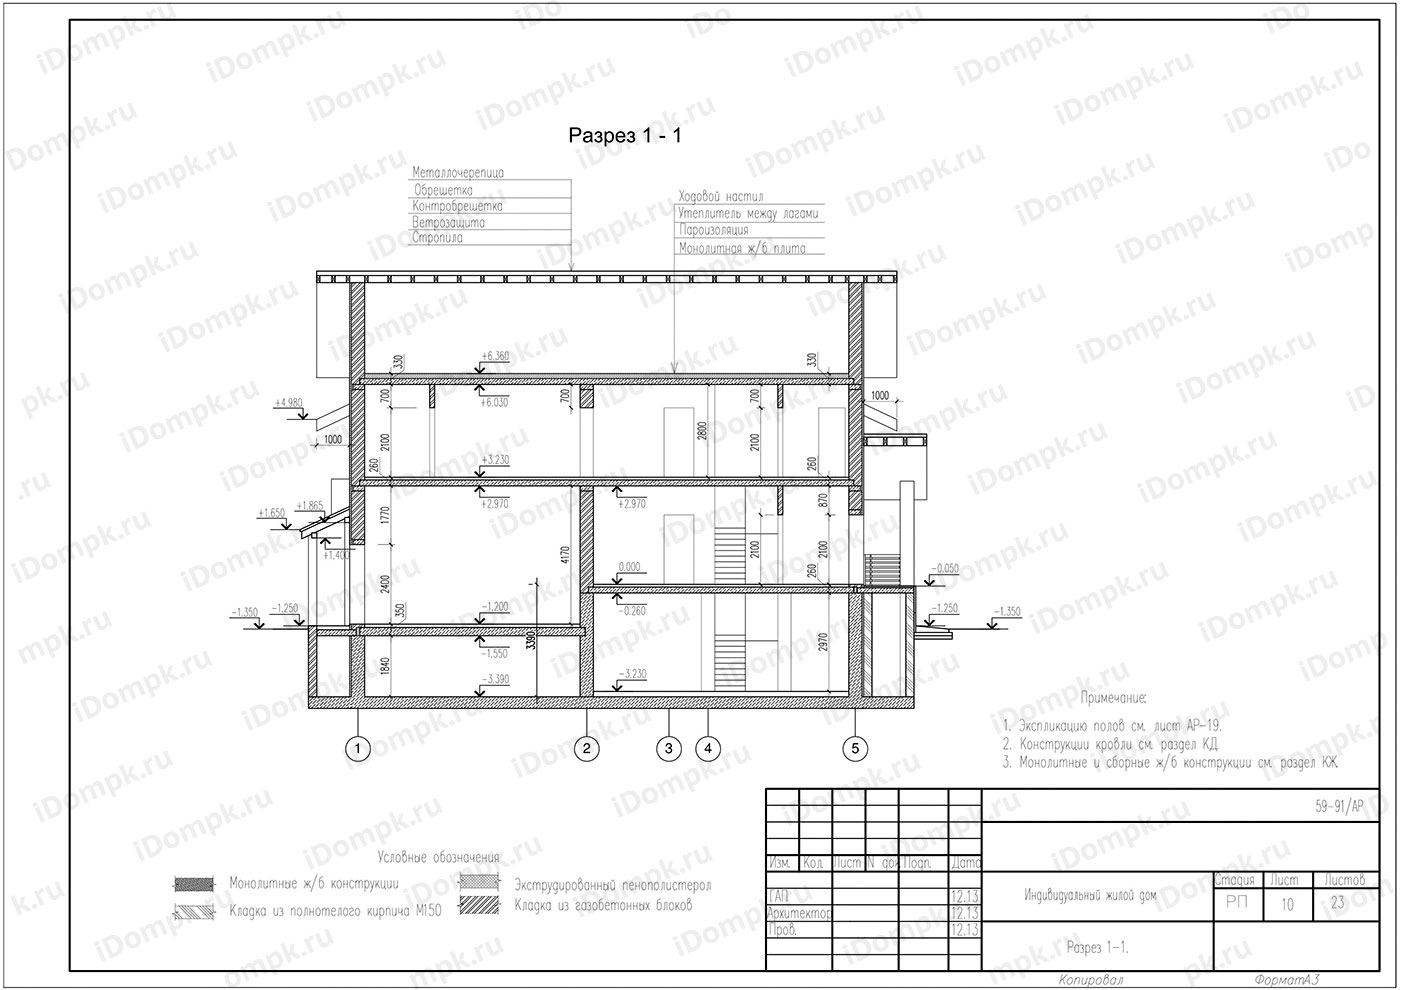 Разрез 1 - 1
Металлочерепица
Обрешетка
Контробрешетка
Ветрозащита
Стропила
Ходовой настил
Утеплитель между лагами
Пароизоляция
Монолитная ж/б плита
330
+6.360
330
+6.030
700
700
700
1000
+4.980
1000
2100
2800
2100
260
+3.230
260
+2.970
+2.970
870
1770
+1.865
+1.650
+1.400
4170
2100
2100
2400
0.000
260
-0.050
-0.260
350
-1.200
-1.350
-1.250
-1.250
-1.350
3390
-1.550
1840
2970
-3.390
-3.230
1
2
3
4
5
Примечание:
1. Экспликацию полов см. лист АР-19.
2. Конструкции кровли см. раздел КД
3. Монолитные и сборные ж/б конструкции см. раздел КЖ.
Условные обозначения
Монолитные ж/б конструкции
Экструдированный пенополистерол
Кладка из полнотелого кирпича М150
Кладка из газобетонных блоков
59-91/АР
Изм. Кол. Лист N док Подп. Дата
ГАП 12.13
Архитектор 12.13
Пров. 12.13
Индивидуальный жилой дом
Стадия Лист Листов
РП 10 23
Разрез 1-1.
Копировал ФорматА3
iDompk.ru